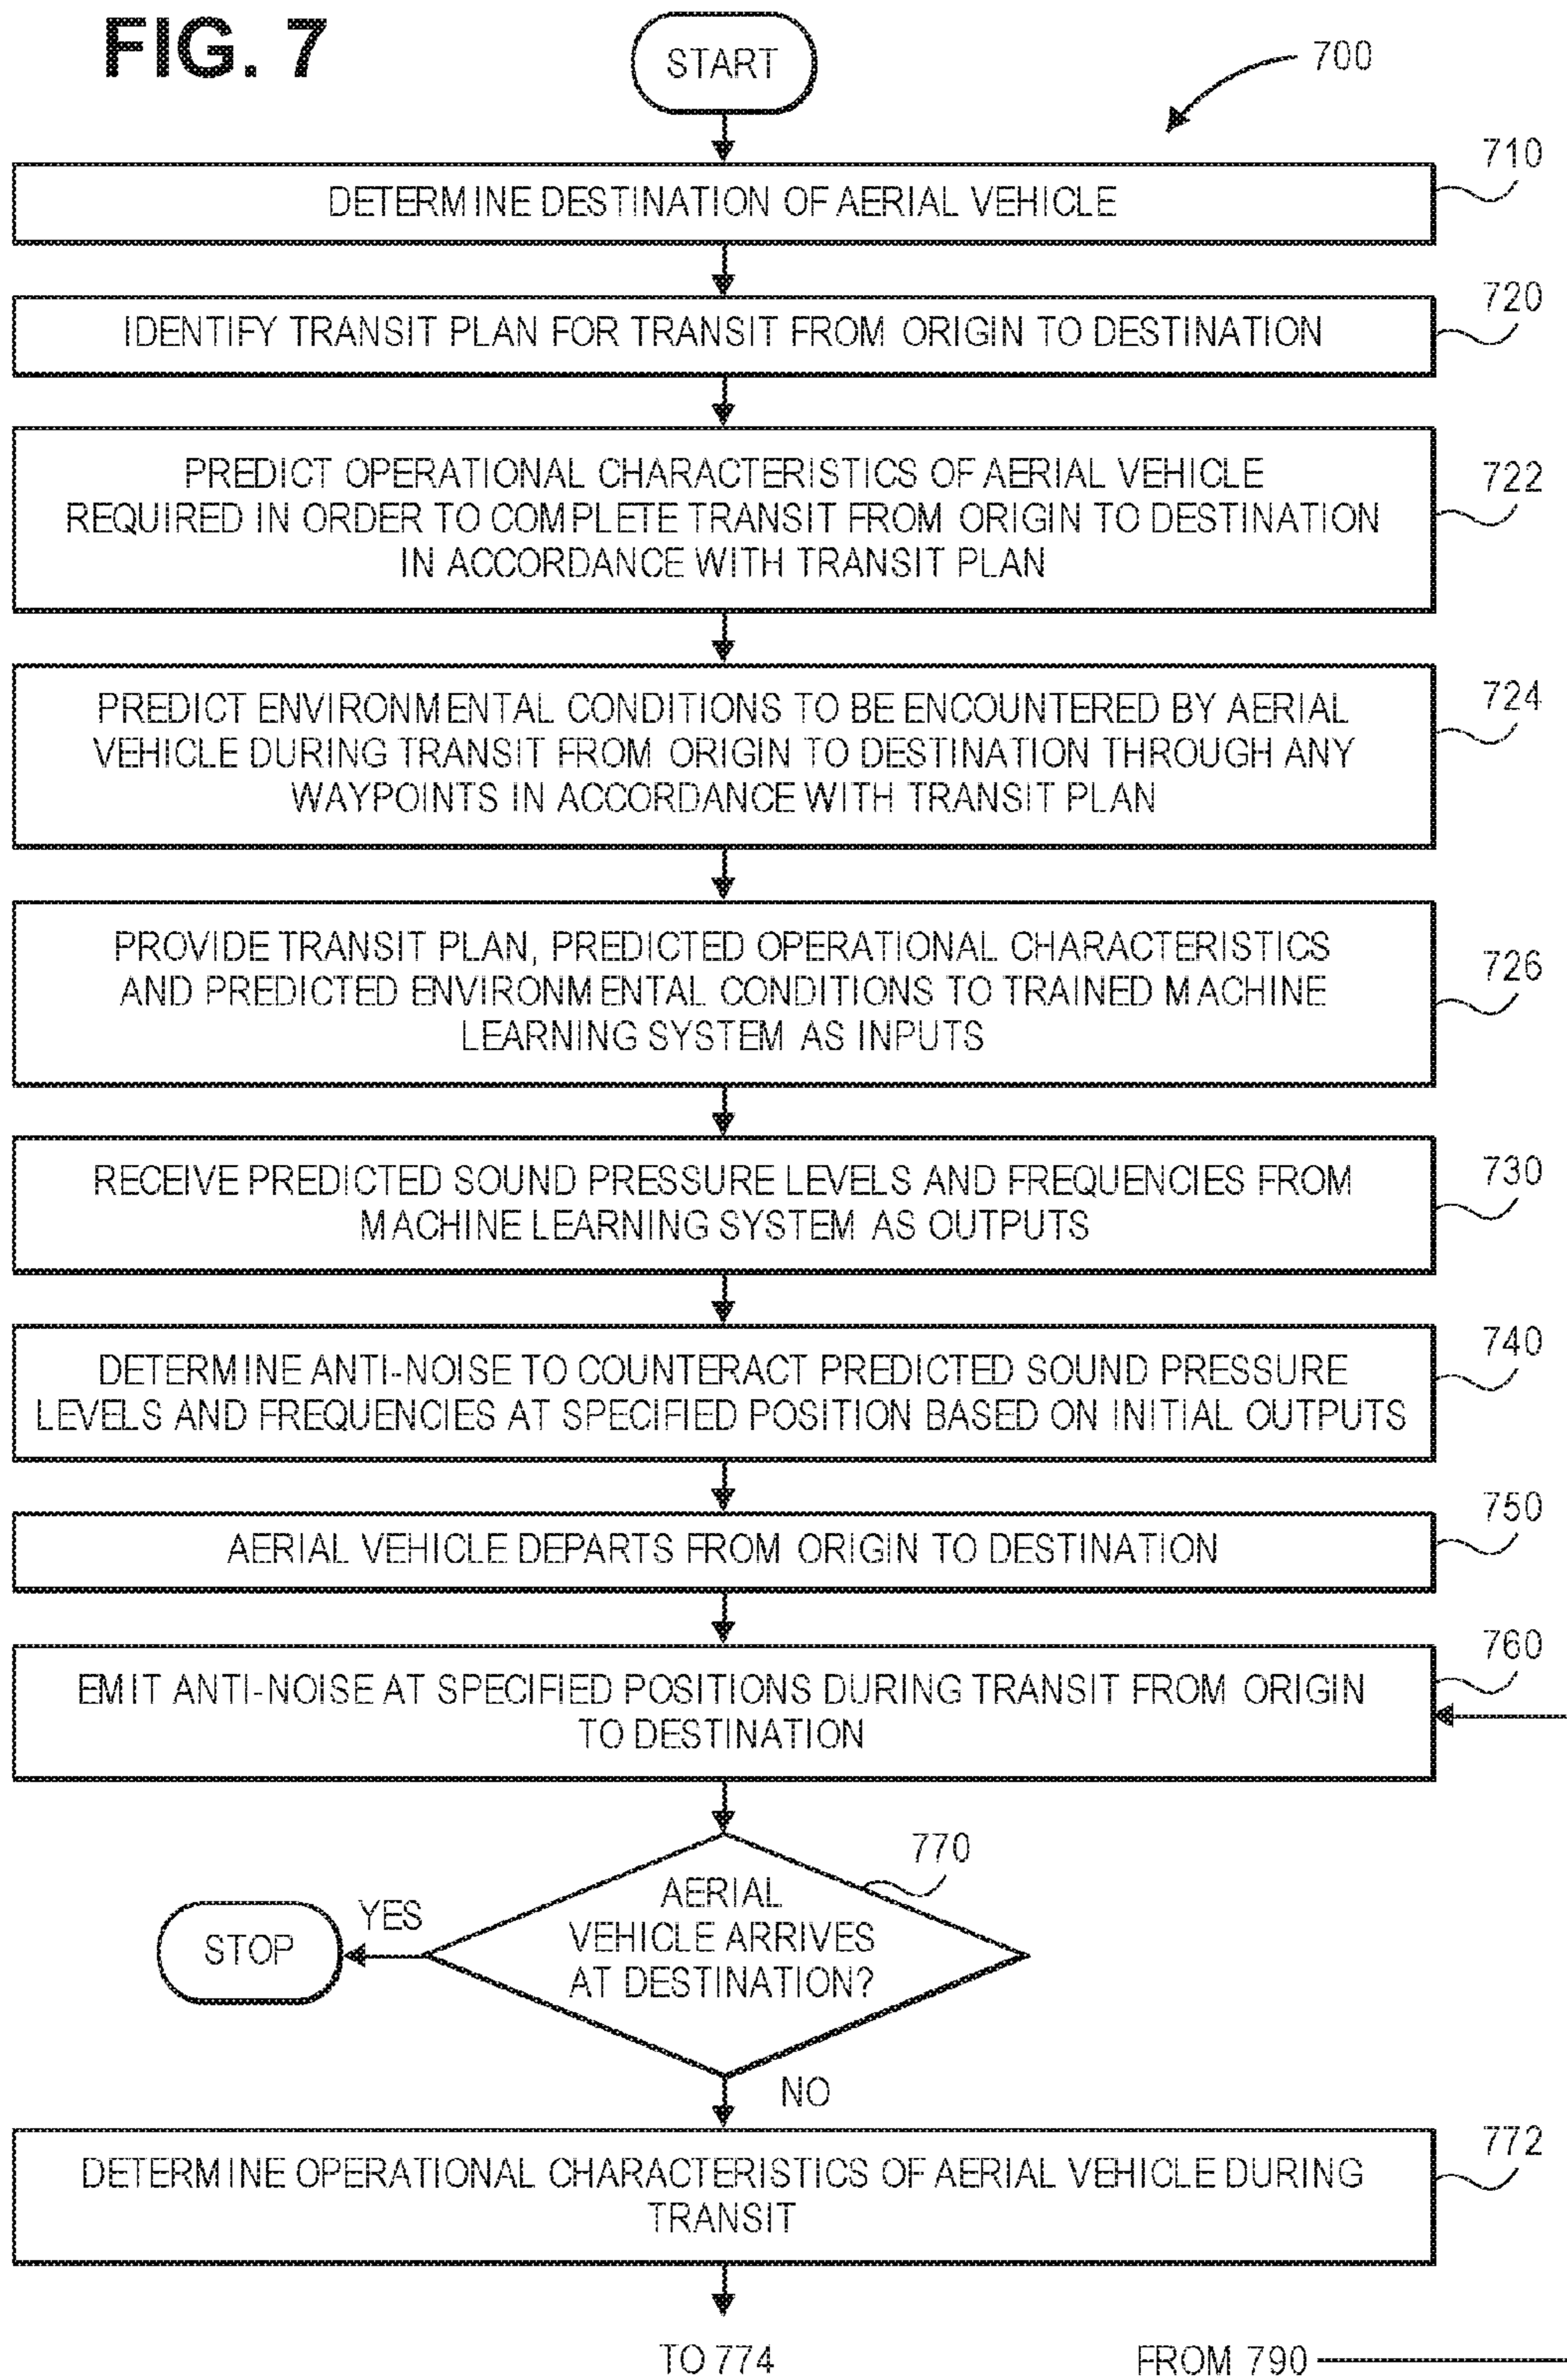 FIG. 7
START
700
710
DETERMINE DESTINATION OF AERIAL VEHICLE
720
IDENTIFY TRANSIT PLAN FOR TRANSIT FROM ORIGIN TO DESTINATION
722
PREDICT OPERATIONAL CHARACTERISTICS OF AERIAL VEHICLE
REQUIRED IN ORDER TO COMPLETE TRANSIT FROM ORIGIN TO DESTINATION
IN ACCORDANCE WITH TRANSIT PLAN
724
PREDICT ENVIRONMENTAL CONDITIONS TO BE ENCOUNTERED BY AERIAL
VEHICLE DURING TRANSIT FROM ORIGIN TO DESTINATION THROUGH ANY
WAYPOINTS IN ACCORDANCE WITH TRANSIT PLAN
726
PROVIDE TRANSIT PLAN, PREDICTED OPERATIONAL CHARACTERISTICS
AND PREDICTED ENVIRONMENTAL CONDITIONS TO TRAINED MACHINE
LEARNING SYSTEM AS INPUTS
730
RECEIVE PREDICTED SOUND PRESSURE LEVELS AND FREQUENCIES FROM
MACHINE LEARNING SYSTEM AS OUTPUTS
740
DETERMINE ANTI-NOISE TO COUNTERACT PREDICTED SOUND PRESSURE
LEVELS AND FREQUENCIES AT SPECIFIED POSITION BASED ON INITIAL OUTPUTS
750
AERIAL VEHICLE DEPARTS FROM ORIGIN TO DESTINATION
760
EMIT ANTI-NOISE AT SPECIFIED POSITIONS DURING TRANSIT FROM ORIGIN
TO DESTINATION
770
AERIAL
VEHICLE ARRIVES
AT DESTINATION?
YES
STOP
NO
772
DETERMINE OPERATIONAL CHARACTERISTICS OF AERIAL VEHICLE DURING
TRANSIT
TO 774
FROM 790